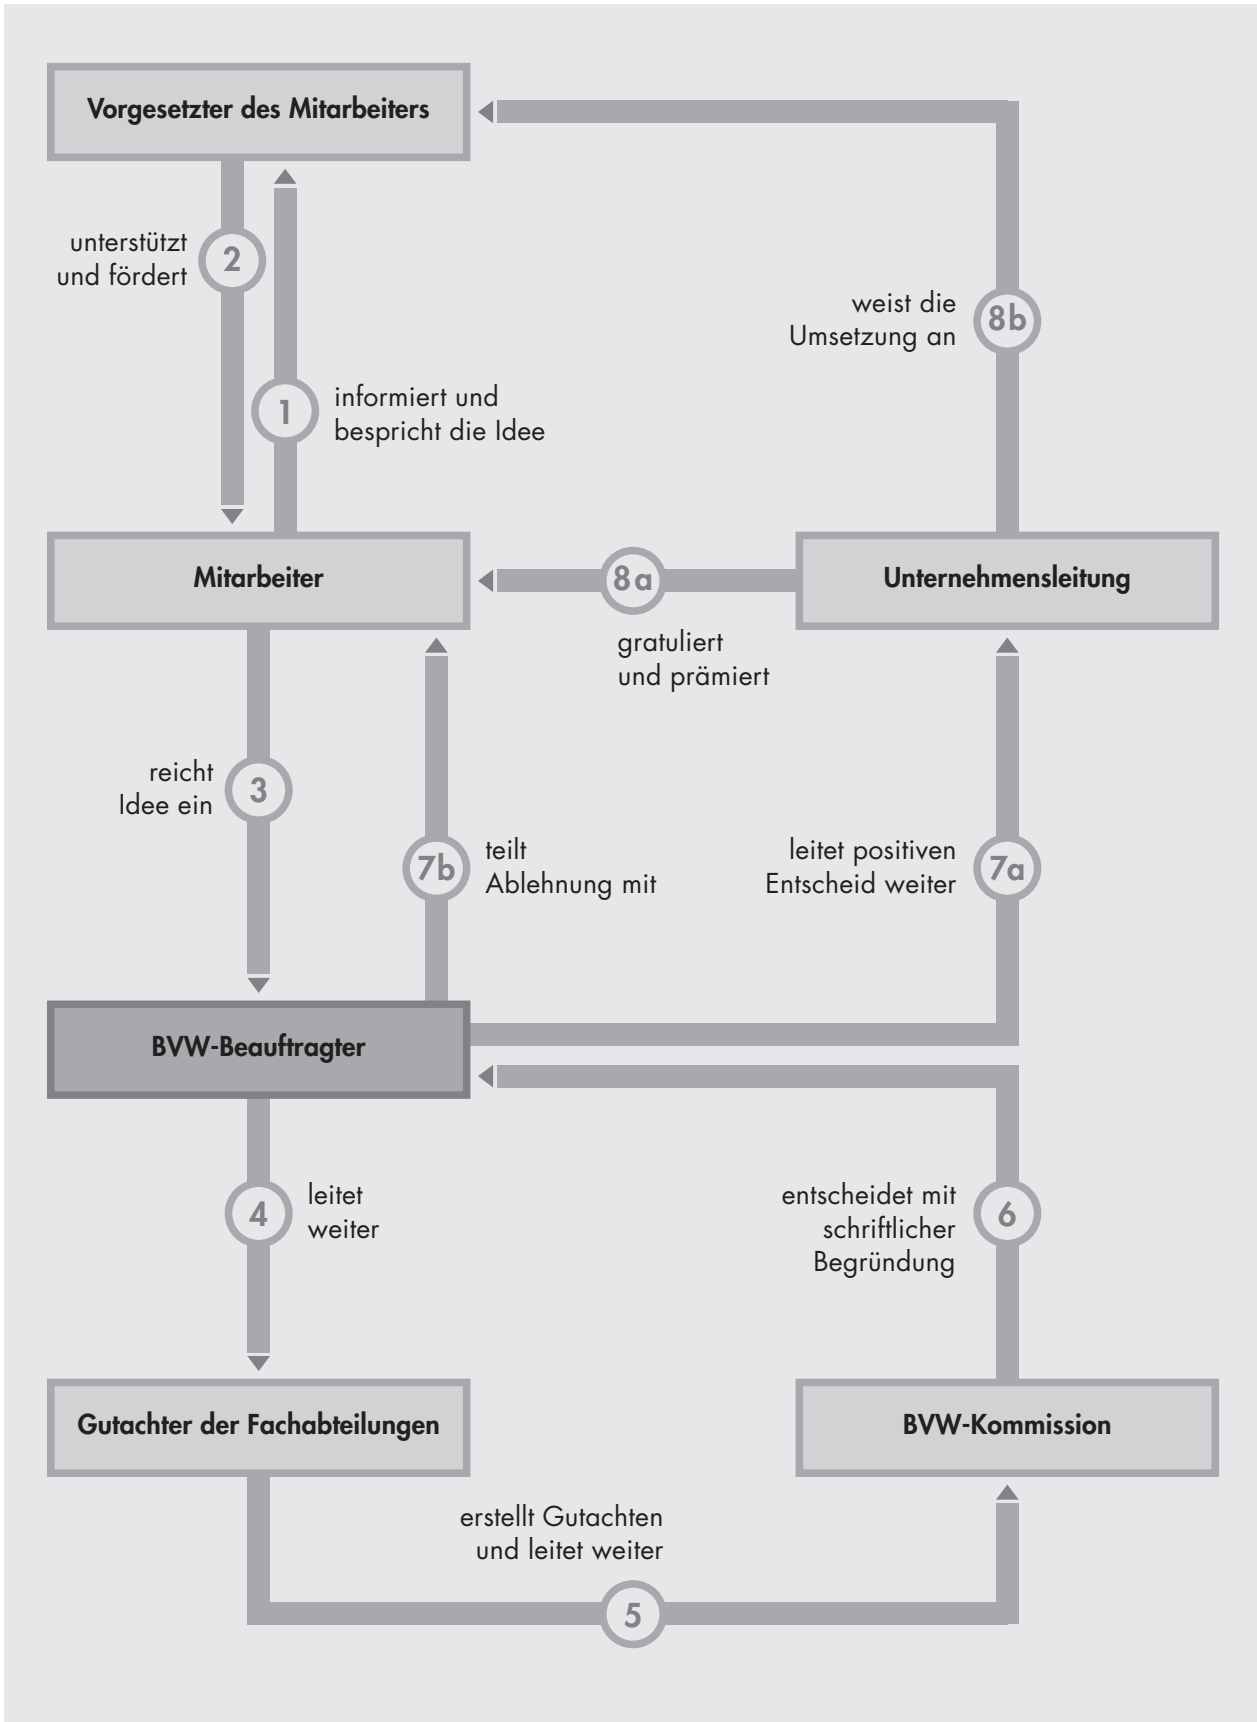 Vorgesetzter des Mitarbeiters
unterstützt
und fördert
2
8b
weist die
Umsetzung an
1
informiert und
bespricht die Idee
Mitarbeiter
8a
Unternehmensleitung
gratuliert
und prämiert
reicht
Idee ein
3
7b
teilt
Ablehnung mit
leitet positiven
Entscheid weiter
7a
BVW-Beauftragter
4
leitet
weiter
entscheidet mit
schriftlicher
Begründung
6
Gutachter der Fachabteilungen
BVW-Kommission
erstellt Gutachten
und leitet weiter
5